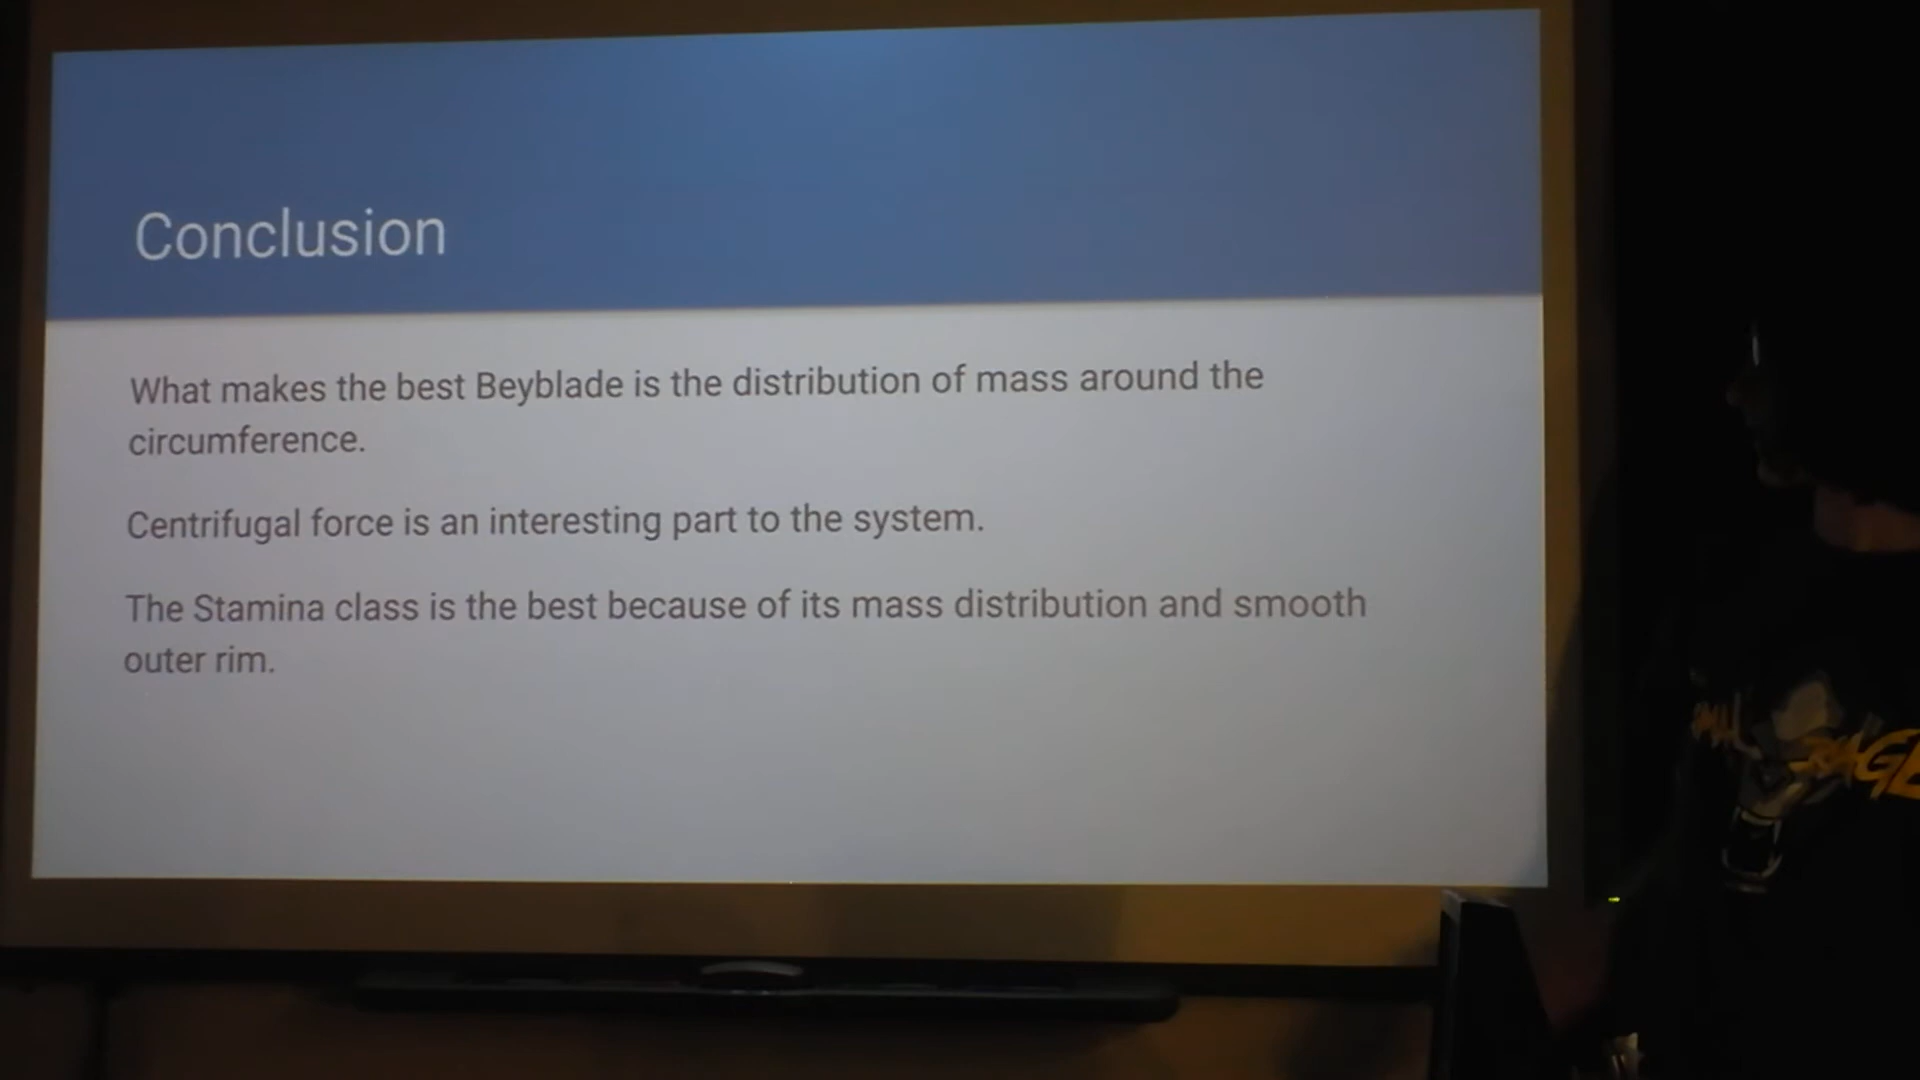 Conclusion
What makes the best Beyblade is the distribution of mass around the
circumference.
Centrifugal force is an interesting part to the system.
The Stamina class is the best because of its mass distribution and smooth
outer rim.